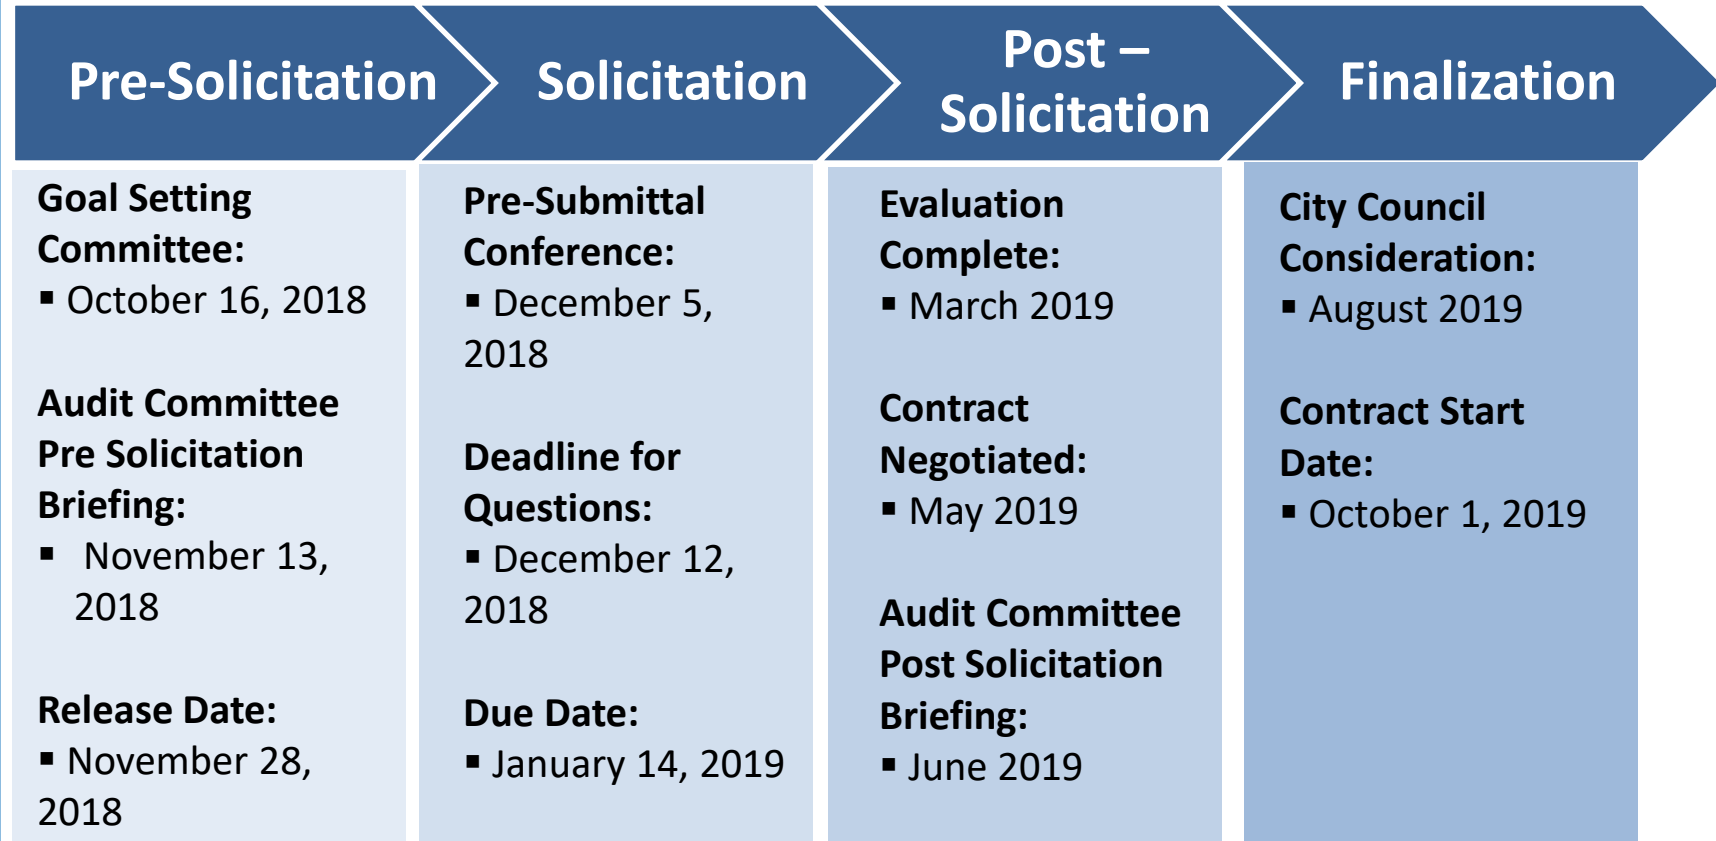 Pre-Solicitation
Solicitation
Post –
Solicitation
Finalization
Goal Setting
Committee:
▪ October 16, 2018
Audit Committee
Pre Solicitation
Briefing:
▪ November 13,
2018
Release Date:
▪ November 28,
2018
Pre-Submittal
Conference:
▪ December 5,
2018
Deadline for
Questions:
▪ December 12,
2018
Due Date:
▪ January 14, 2019
Evaluation
Complete:
▪ March 2019
Contract
Negotiated:
▪ May 2019
Audit Committee
Post Solicitation
Briefing:
▪ June 2019
City Council
Consideration:
▪ August 2019
Contract Start
Date:
▪ October 1, 2019